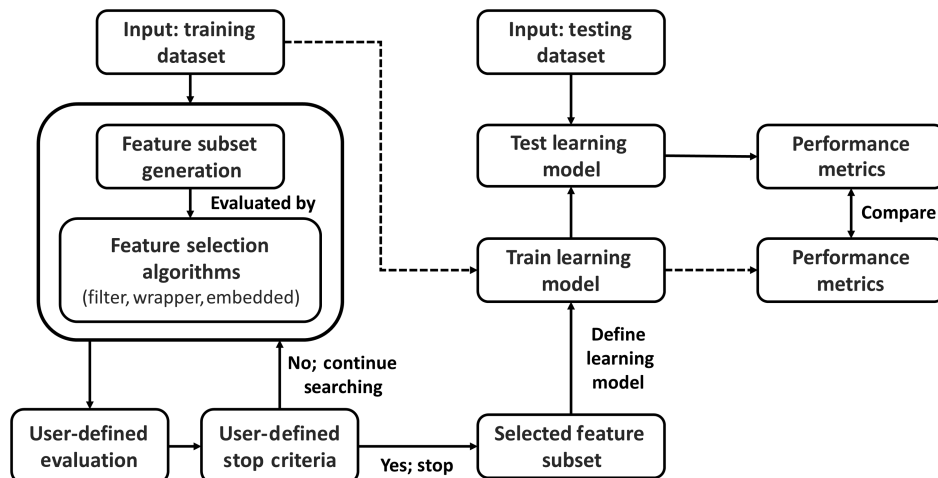 Input: training
dataset
Input: testing
dataset
Feature subset
generation
Evaluated by
Feature selection
algorithms
(filter, wrapper, embedded)
Test learning
model
Performance
metrics
Compare
Train learning
model
Performance
metrics
No; continue
searching
Define
learning
model
User-defined
evaluation
User-defined
stop criteria
Yes; stop
Selected feature
subset